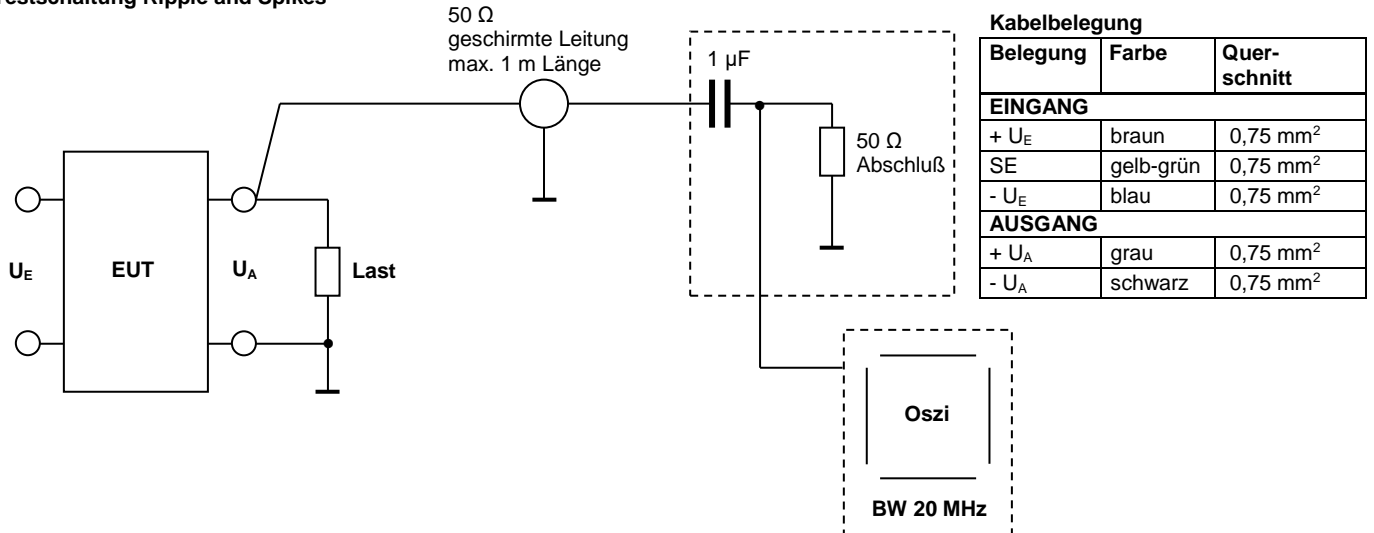 Testschaltung Ripple and Spikes
50 Ω
geschirmte Leitung
max. 1 m Länge
1 µF
50 Ω
Abschluß
U_E
EUT
U_A
Last
Oszi
BW 20 MHz
Kabelbelegung
Belegung Farbe Quer-
schnitt
EINGANG
+ U_E braun 0,75 mm²
SE gelb-grün 0,75 mm²
- U_E blau 0,75 mm²
AUSGANG
+ U_A grau 0,75 mm²
- U_A schwarz 0,75 mm²